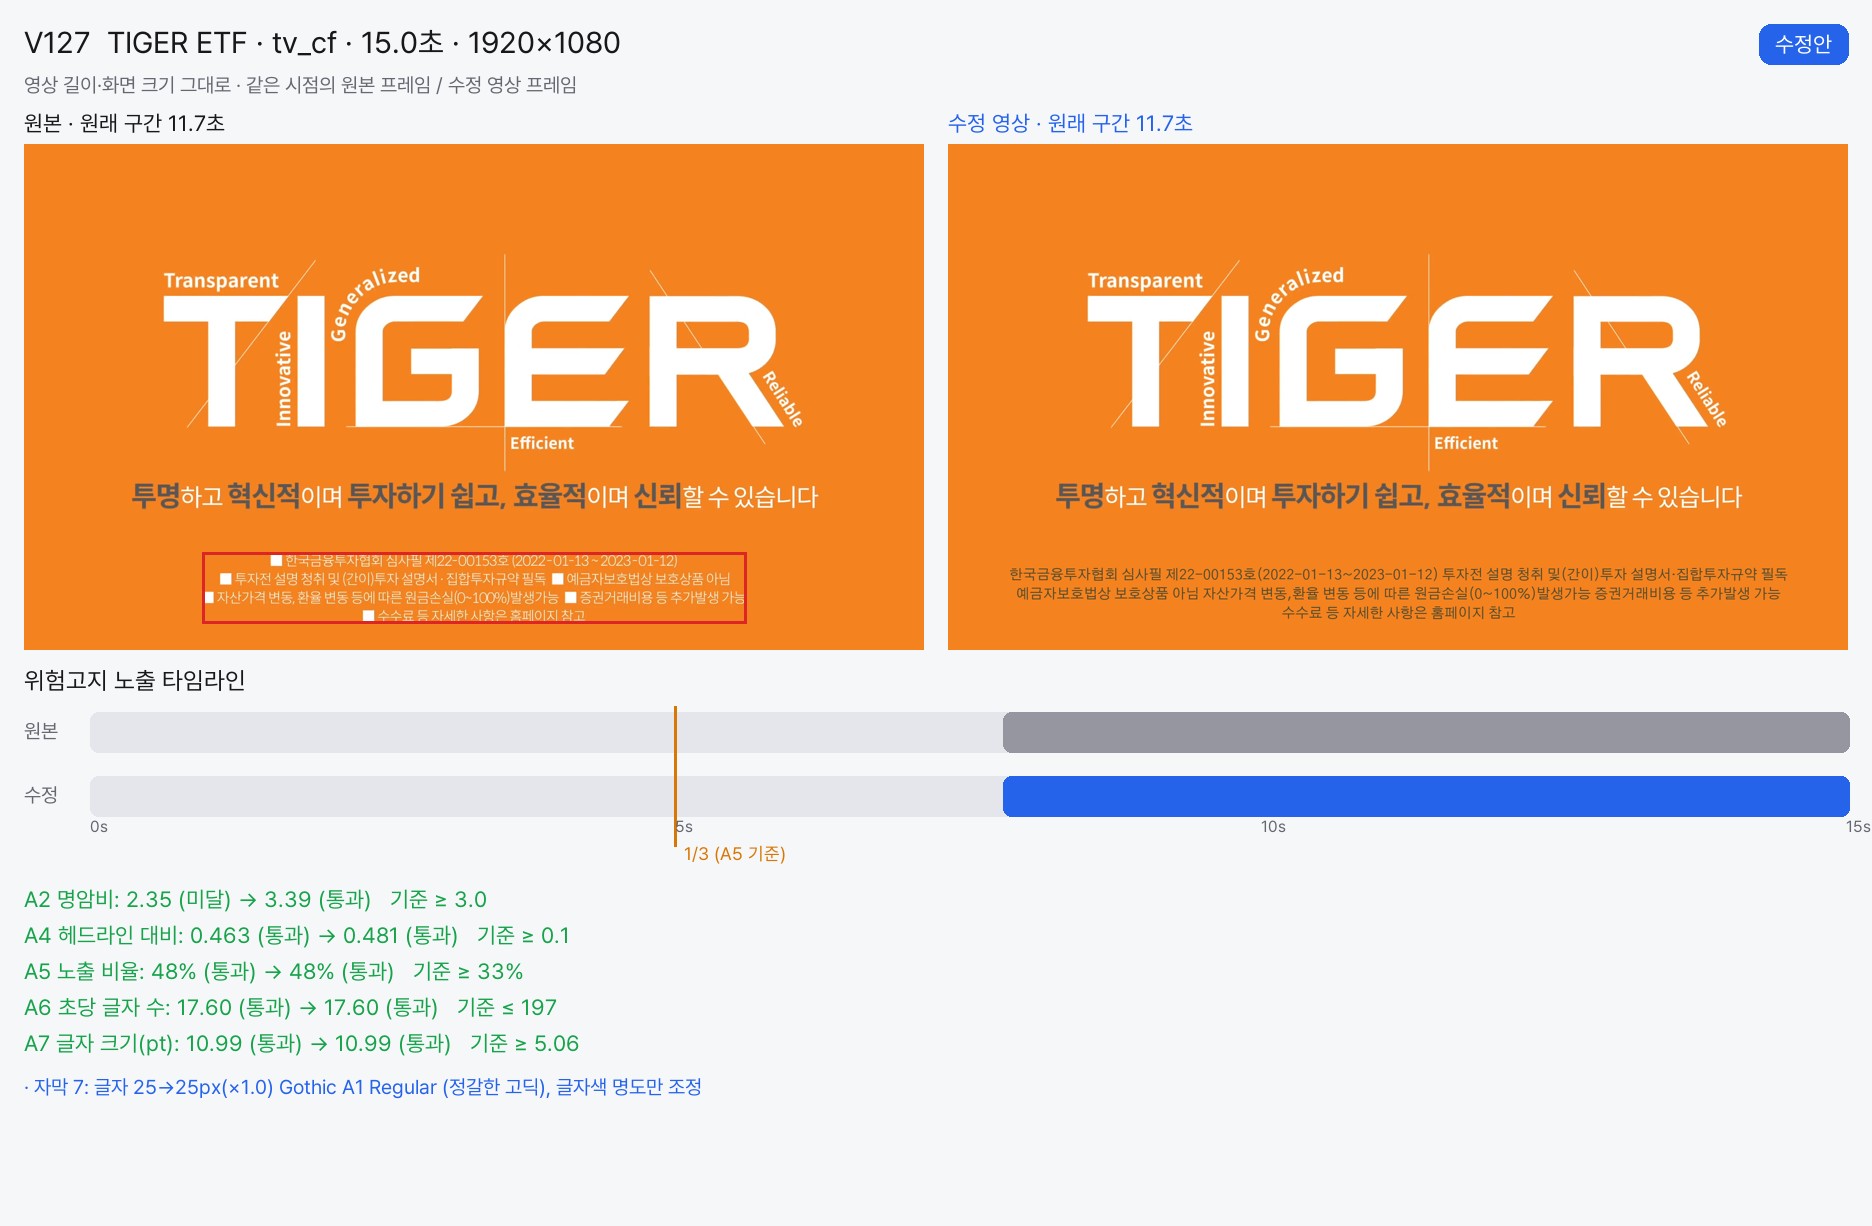 V127 TIGER ETF · tv_cf · 15.0초 · 1920×1080
수정안
영상 길이·화면 크기 그대로 · 같은 시점의 원본 프레임 / 수정 영상 프레임
원본 · 원래 구간 11.7초
수정 영상 · 원래 구간 11.7초
Transparent
Generalized
TIGER
Innovative
Reliable
Efficient
투명하고 혁신적이며 투자하기 쉽고, 효율적이며 신뢰할 수 있습니다
■ 한국금융투자협회 심사필 제22-00153호 (2022-01-13~2023-01-12)
■ 투자전 설명 청취 및 (간이)투자 설명서·집합투자규약 필독 ■ 예금자보호법상 보호상품 아님
■ 자산가격 변동, 환율 변동 등에 따른 원금손실(0~100%)발생가능 ■ 증권거래비용 등 추가발생 가능
■ 수수료 등 자세한 사항은 홈페이지 참고
Transparent
Generalized
TIGER
Innovative
Reliable
Efficient
투명하고 혁신적이며 투자하기 쉽고, 효율적이며 신뢰할 수 있습니다
한국금융투자협회 심사필 제22-00153호(2022-01-13~2023-01-12) 투자전 설명 청취 및(간이)투자 설명서·집합투자규약 필독
예금자보호법상 보호상품 아님 자산가격 변동,환율 변동 등에 따른 원금손실(0~100%)발생가능 증권거래비용 등 추가발생 가능
수수료 등 자세한 사항은 홈페이지 참고
위험고지 노출 타임라인
원본
수정
0s
5s
10s
15s
1/3 (A5 기준)
A2 명암비: 2.35 (미달) → 3.39 (통과) 기준 ≥ 3.0
A4 헤드라인 대비: 0.463 (통과) → 0.481 (통과) 기준 ≥ 0.1
A5 노출 비율: 48% (통과) → 48% (통과) 기준 ≥ 33%
A6 초당 글자 수: 17.60 (통과) → 17.60 (통과) 기준 ≤ 197
A7 글자 크기(pt): 10.99 (통과) → 10.99 (통과) 기준 ≥ 5.06
· 자막 7: 글자 25→25px(×1.0) Gothic A1 Regular (정갈한 고딕), 글자색 명도만 조정